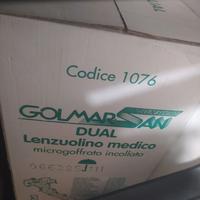 Codice 1076
GOLMARSAN
DUAL
Lenzuolino medico
microgoffrato incollato